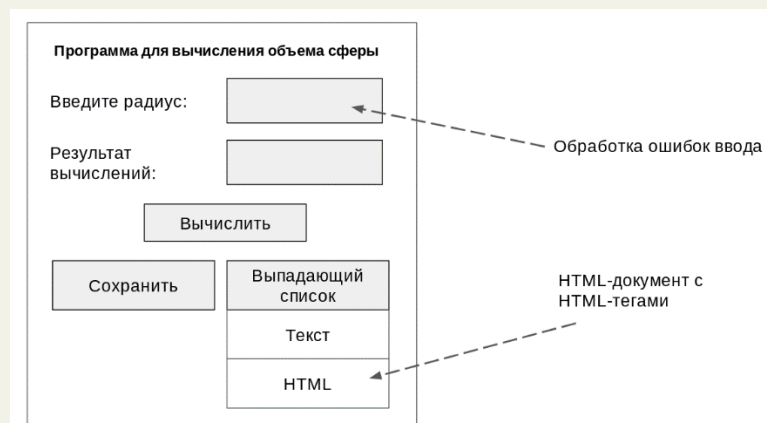 Программа для вычисления объема сферы
Введите радиус:
Обработка ошибок ввода
Результат
вычислений:
Вычислить
Сохранить
Выпадающий
список
HTML-документ с
HTML-тегами
Текст
HTML